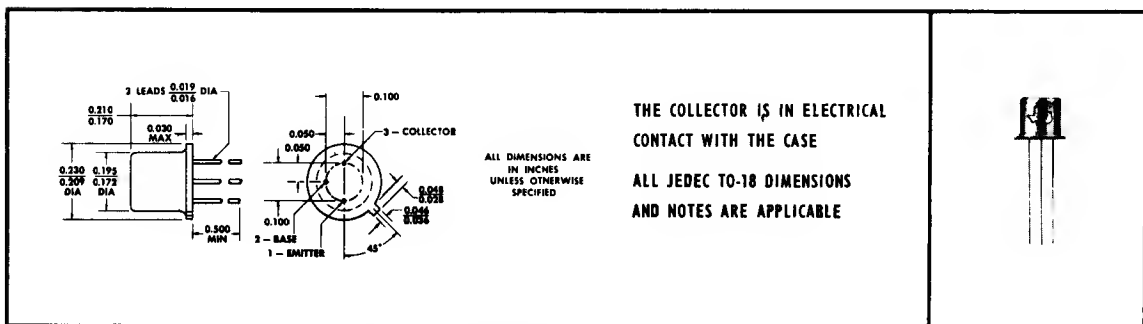 3 LEADS 0.019 DIA
0.016
0.210
0.170
0.030
MAX
0.230
0.209
DIA
0.195
0.172
DIA
0.500
MIN
0.100
0.050
0.050
3 – COLLECTOR
0.100
2 – BASE
1 – EMITTER
45°
0.048
0.028
0.046
0.036
ALL DIMENSIONS ARE
IN INCHES
UNLESS OTHERWISE
SPECIFIED
THE COLLECTOR IS IN ELECTRICAL
CONTACT WITH THE CASE
ALL JEDEC TO-18 DIMENSIONS
AND NOTES ARE APPLICABLE